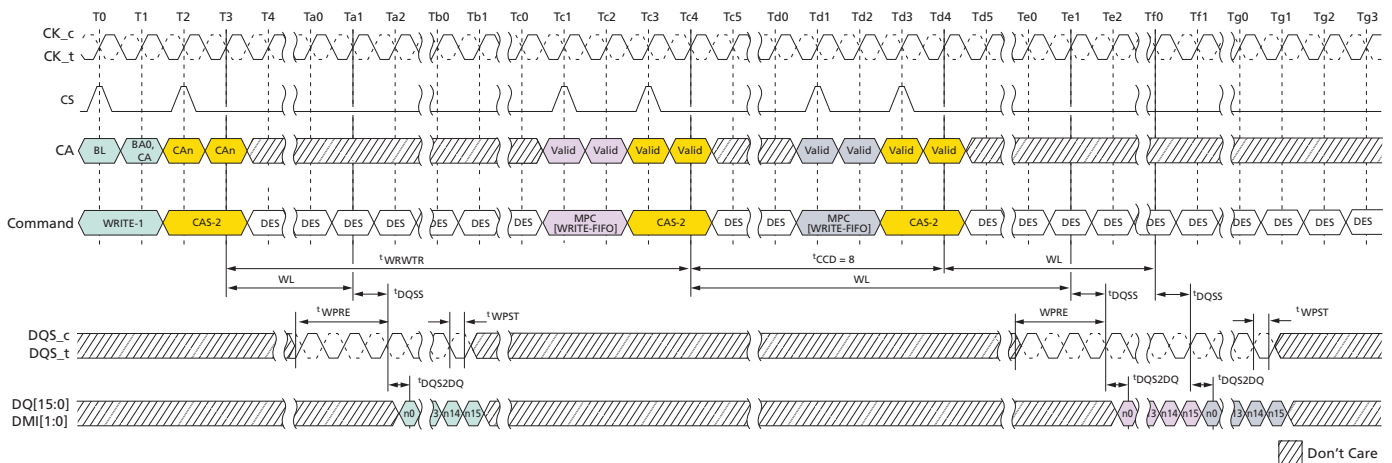 T0 T1 T2 T3 T4 Ta0 Ta1 Ta2 Tb0 Tb1 Tc0 Tc1 Tc2 Tc3 Tc4 Tc5 Td0 Td1 Td2 Td3 Td4 Td5 Te0 Te1 Te2 Tf0 Tf1 Tg0 Tg1 Tg2 Tg3
CK_c
CK_t
CS
CA BL BA0, CA CAn CAn Valid Valid Valid Valid Valid Valid Valid Valid
Command WRITE-1 CAS-2 DES DES DES DES DES DES DES MPC [WRITE-FIFO] CAS-2 DES DES MPC [WRITE-FIFO] CAS-2 DES DES DES DES DES DES DES DES DES DES
tWRWTR tCCD = 8 WL
WL WL
tDQSS tDQSS tDQSS
tWPRE tWPST WPRE tWPST
DQS_c
DQS_t
tDQS2DQ tDQS2DQ tDQS2DQ
DQ[15:0]
DMI[1:0]
n0 13 n14 n15 n0 13 n14 n15 n0 13 n14 n15
Don't Care